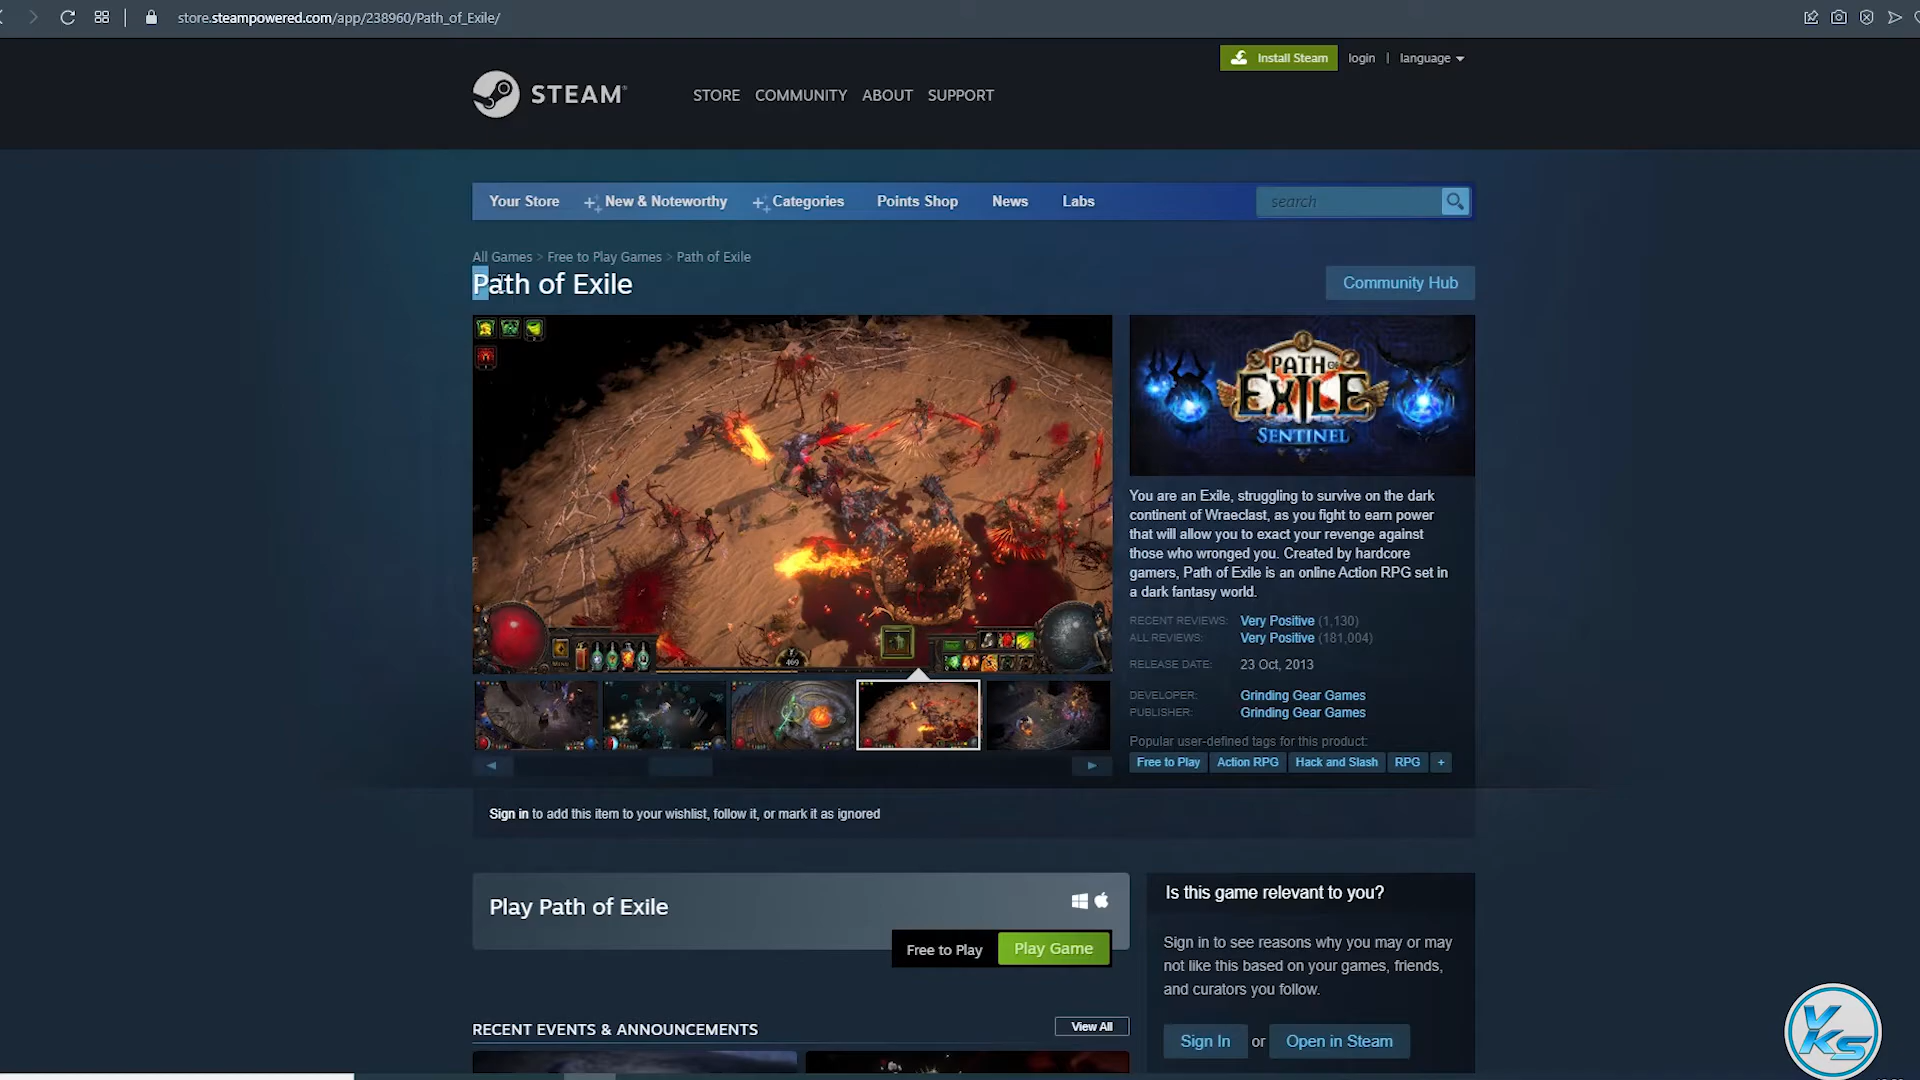 store.steampowered.com/app/238960/Path_of_Exile/
Install Steam login | language
STEAM®
STORE COMMUNITY ABOUT SUPPORT
Your Store New & Noteworthy Categories Points Shop News Labs
search
All Games > Free to Play Games > Path of Exile
Path of Exile
Community Hub
PATH OF
EXILE
SENTINEL
You are an Exile, struggling to survive on the dark
continent of Wraeclast, as you fight to earn power
that will allow you to exact your revenge against
those who wronged you. Created by hardcore
gamers, Path of Exile is an online Action RPG set in
a dark fantasy world.
RECENT REVIEWS: Very Positive (1,130)
ALL REVIEWS: Very Positive (181,004)
RELEASE DATE: 23 Oct, 2013
DEVELOPER: Grinding Gear Games
PUBLISHER: Grinding Gear Games
Popular user-defined tags for this product:
Free to Play Action RPG Hack and Slash RPG +
Sign in to add this item to your wishlist, follow it, or mark it as ignored
Play Path of Exile
Free to Play Play Game
Is this game relevant to you?
Sign in to see reasons why you may or may
not like this based on your games, friends,
and curators you follow.
Sign In or Open in Steam
RECENT EVENTS & ANNOUNCEMENTS
View All
VKS